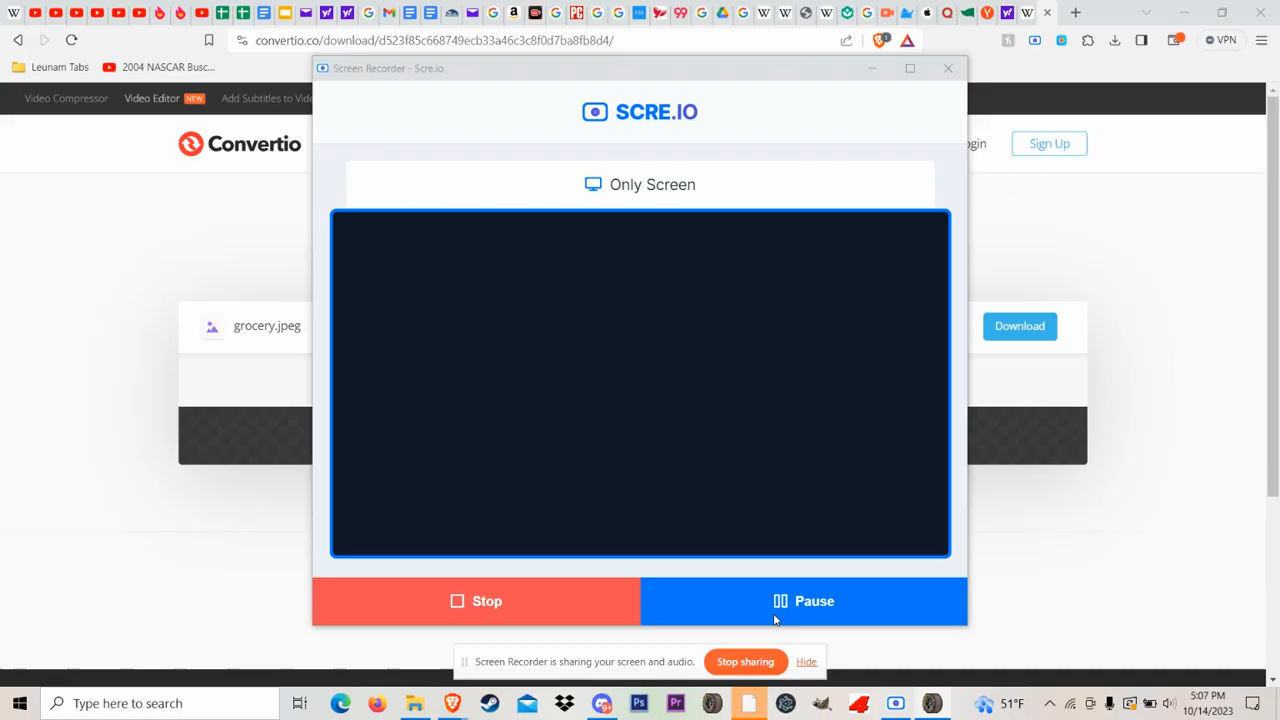 convertio.co/download/d523f85c668749ecb33a46c3c8f0d7ba8fb8d4/
VPN
Leunam Tabs
2004 NASCAR Busc...
Screen Recorder - Scre.io
Video Compressor
Video Editor NEW
Add Subtitles to Vide
SCRE.IO
Convertio
ogin
Sign Up
Only Screen
grocery.jpeg
Download
Stop
Pause
Screen Recorder is sharing your screen and audio.
Stop sharing
Hide
Type here to search
51°F
5:07 PM
10/14/2023